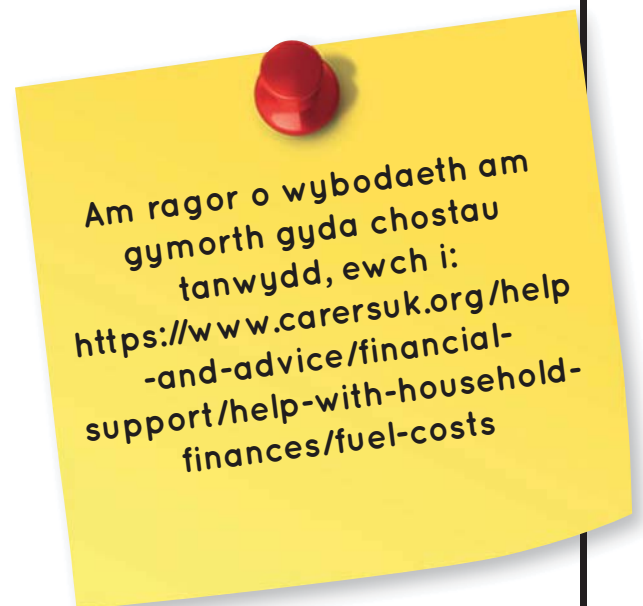 Am ragor o wybodaeth am
gymorth gyda chostau
tanwydd, ewch i:
https://www.carersuk.org/help
-and-advice/financial-
support/help-with-household-
finances/fuel-costs